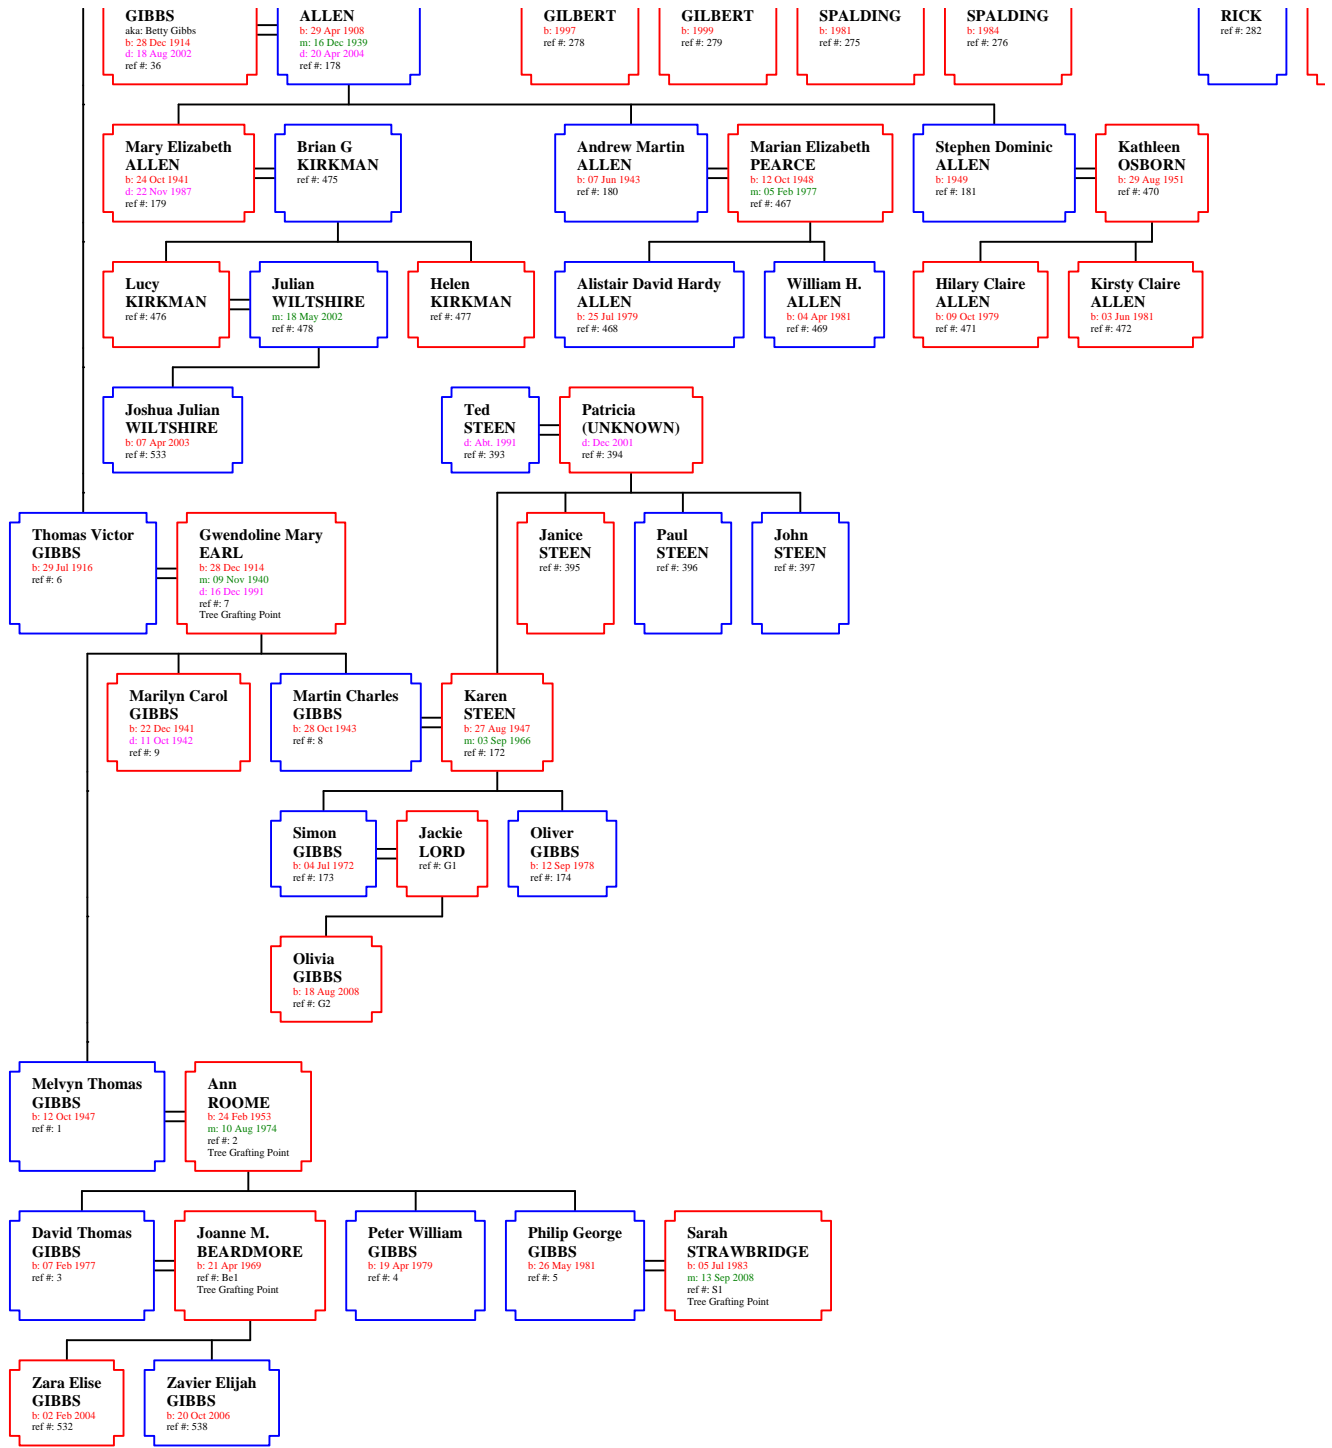 GIBBS
aka: Betty Gibbs
b: 28 Dec 1914
d: 18 Aug 2002
ref #: 36
ALLEN
b: 29 Apr 1908
m: 16 Dec 1939
d: 20 Apr 2004
ref #: 178
GILBERT
b: 1997
ref #: 278
GILBERT
b: 1999
ref #: 279
SPALDING
b: 1981
ref #: 275
SPALDING
b: 1984
ref #: 276
RICK
ref #: 282
Mary Elizabeth
ALLEN
b: 24 Oct 1941
d: 22 Nov 1987
ref #: 179
Brian G
KIRKMAN
ref #: 475
Andrew Martin
ALLEN
b: 07 Jun 1943
ref #: 180
Marian Elizabeth
PEARCE
b: 12 Oct 1948
m: 05 Feb 1977
ref #: 467
Stephen Dominic
ALLEN
b: 1949
ref #: 181
Kathleen
OSBORN
b: 29 Aug 1951
ref #: 470
Lucy
KIRKMAN
ref #: 476
Julian
WILTSHIRE
m: 18 May 2002
ref #: 478
Helen
KIRKMAN
ref #: 477
Alistair David Hardy
ALLEN
b: 25 Jul 1979
ref #: 468
William H.
ALLEN
b: 04 Apr 1981
ref #: 469
Hilary Claire
ALLEN
b: 09 Oct 1979
ref #: 471
Kirsty Claire
ALLEN
b: 03 Jun 1981
ref #: 472
Joshua Julian
WILTSHIRE
b: 07 Apr 2003
ref #: 533
Ted
STEEN
d: Abt. 1991
ref #: 393
Patricia
(UNKNOWN)
d: Dec 2001
ref #: 394
Thomas Victor
GIBBS
b: 29 Jul 1916
ref #: 6
Gwendoline Mary
EARL
b: 28 Dec 1914
m: 09 Nov 1940
d: 16 Dec 1991
ref #: 7
Tree Grafting Point
Janice
STEEN
ref #: 395
Paul
STEEN
ref #: 396
John
STEEN
ref #: 397
Marilyn Carol
GIBBS
b: 22 Dec 1941
d: 11 Oct 1942
ref #: 9
Martin Charles
GIBBS
b: 28 Oct 1943
ref #: 8
Karen
STEEN
b: 27 Aug 1947
m: 03 Sep 1966
ref #: 172
Simon
GIBBS
b: 04 Jul 1972
ref #: 173
Jackie
LORD
ref #: G1
Oliver
GIBBS
b: 12 Sep 1978
ref #: 174
Olivia
GIBBS
b: 18 Aug 2008
ref #: G2
Melvyn Thomas
GIBBS
b: 12 Oct 1947
ref #: 1
Ann
ROOME
b: 24 Feb 1953
m: 10 Aug 1974
ref #: 2
Tree Grafting Point
David Thomas
GIBBS
b: 07 Feb 1977
ref #: 3
Joanne M.
BEARDMORE
b: 21 Apr 1969
ref #: Be1
Tree Grafting Point
Peter William
GIBBS
b: 19 Apr 1979
ref #: 4
Philip George
GIBBS
b: 26 May 1981
ref #: 5
Sarah
STRAWBRIDGE
b: 05 Jul 1983
m: 13 Sep 2008
ref #: S1
Tree Grafting Point
Zara Elise
GIBBS
b: 02 Feb 2004
ref #: 532
Zavier Elijah
GIBBS
b: 20 Oct 2006
ref #: 538